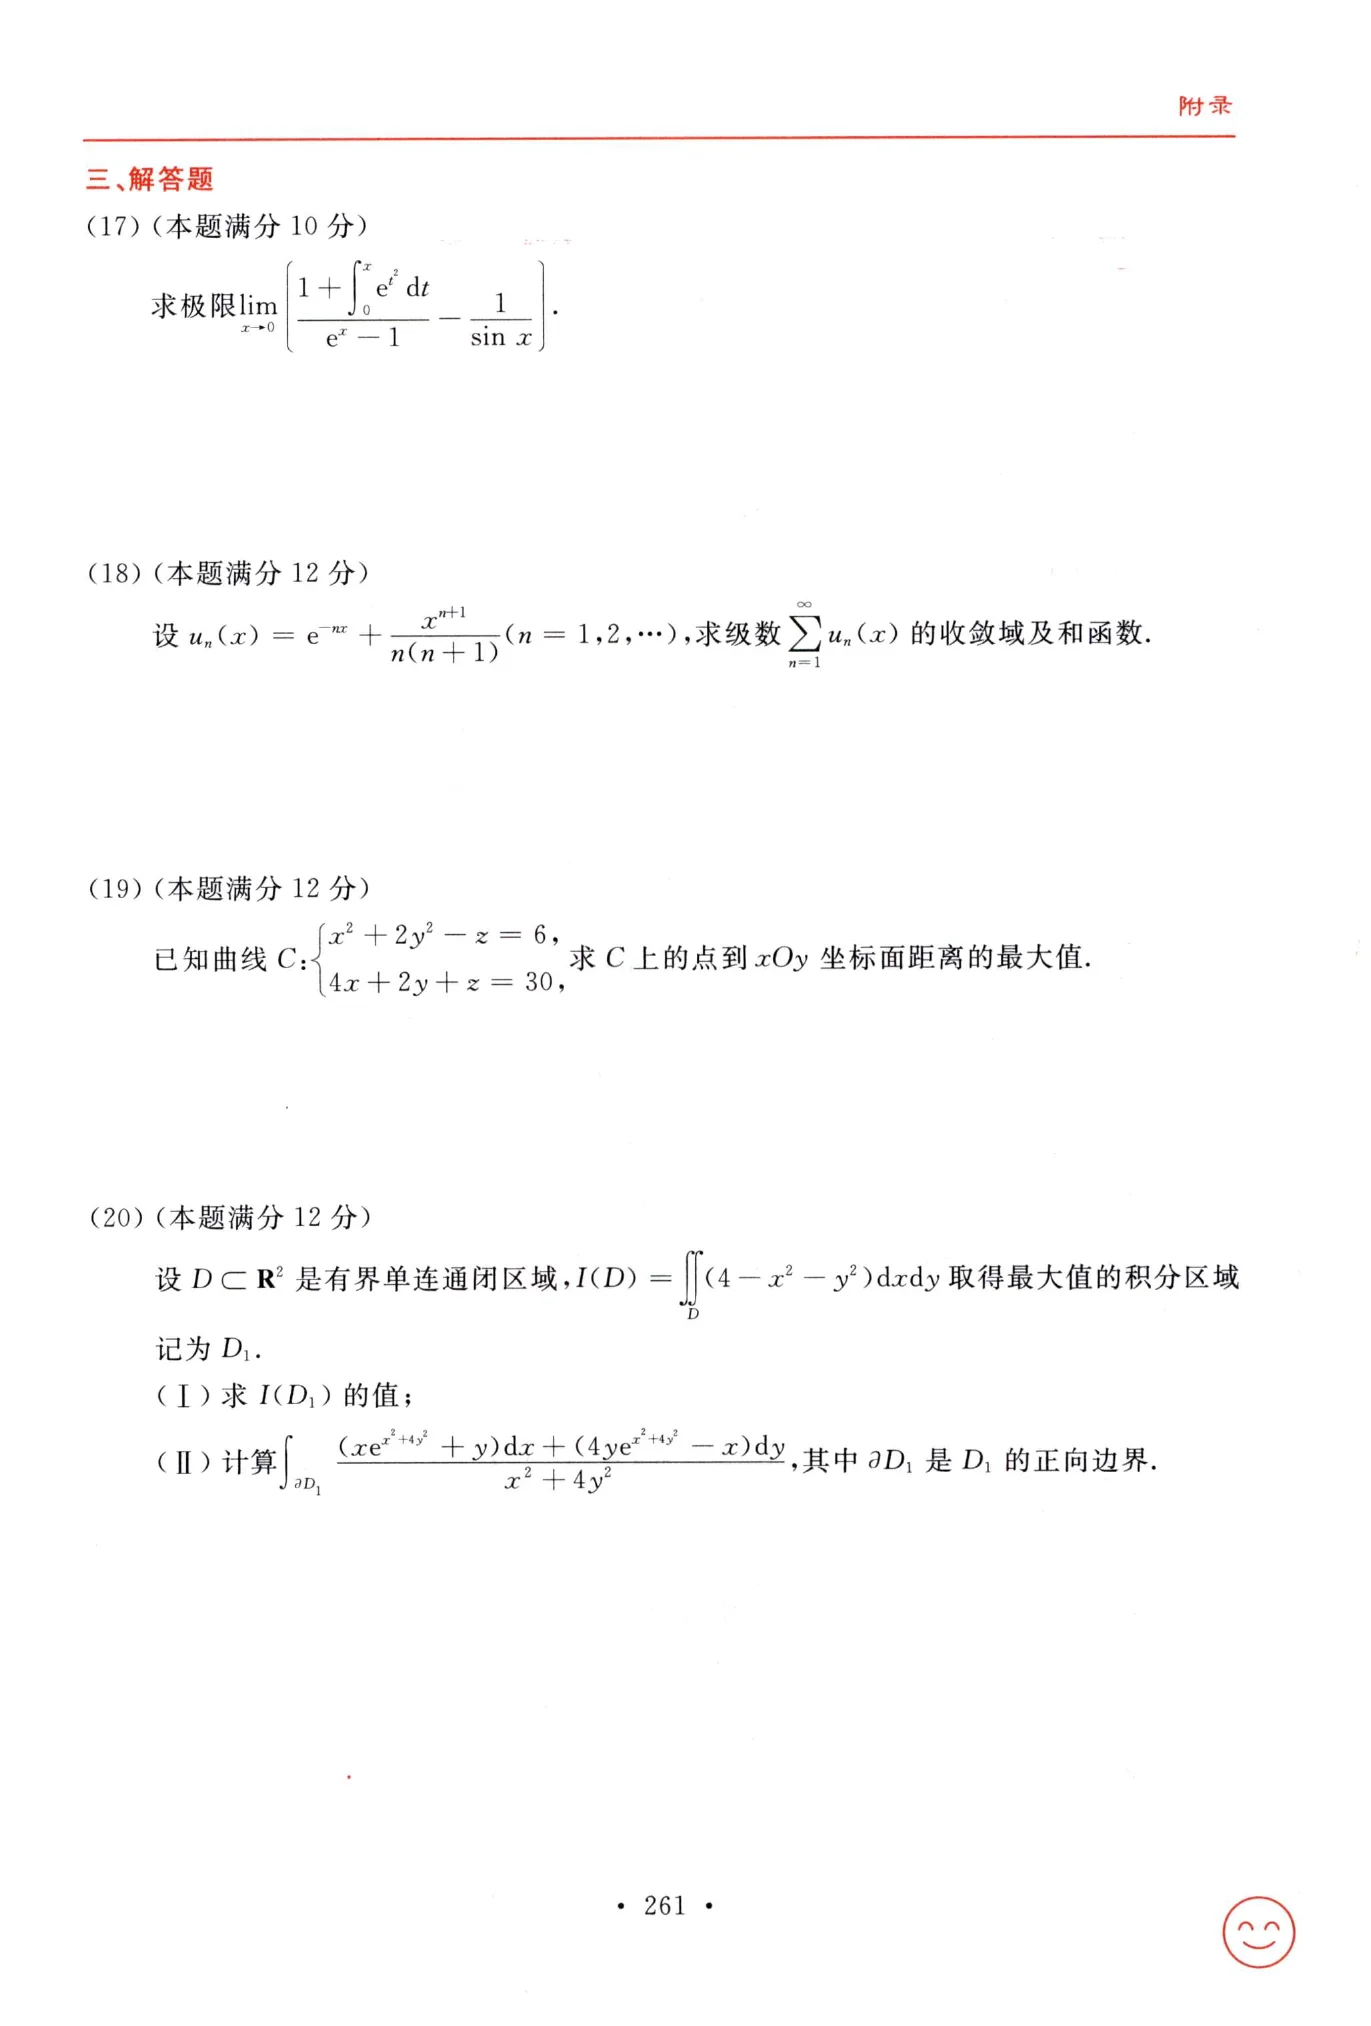 附录
三、解答题
(17)(本题满分 10 分)
求极限$\lim\limits_{x\to 0}\left(\dfrac{1+\int_0^x e^{t^2}dt}{e^x-1}-\dfrac{1}{\sin x}\right)$.
(18)(本题满分 12 分)
设 $u_n(x)=e^{-nx}+\dfrac{x^{n+1}}{n(n+1)}(n=1,2,\cdots)$,求级数$\sum\limits_{n=1}^{\infty}u_n(x)$ 的收敛域及和函数.
(19)(本题满分 12 分)
已知曲线 $C:\begin{cases}x^2+2y^2-z=6,\\4x+2y+z=30,\end{cases}$求 $C$ 上的点到 $xOy$ 坐标面距离的最大值.
(20)(本题满分 12 分)
设 $D\subset \mathbf{R}^2$ 是有界单连通闭区域,$I(D)=\iint\limits_D(4-x^2-y^2)dxdy$ 取得最大值的积分区域
记为 $D_1$.
(Ⅰ)求 $I(D_1)$ 的值;
(Ⅱ)计算$\int_{\partial D_1}\dfrac{(xe^{x^2+4y^2}+y)dx+(4ye^{x^2+4y^2}-x)dy}{x^2+4y^2}$,其中 $\partial D_1$ 是 $D_1$ 的正向边界.
· 261 ·